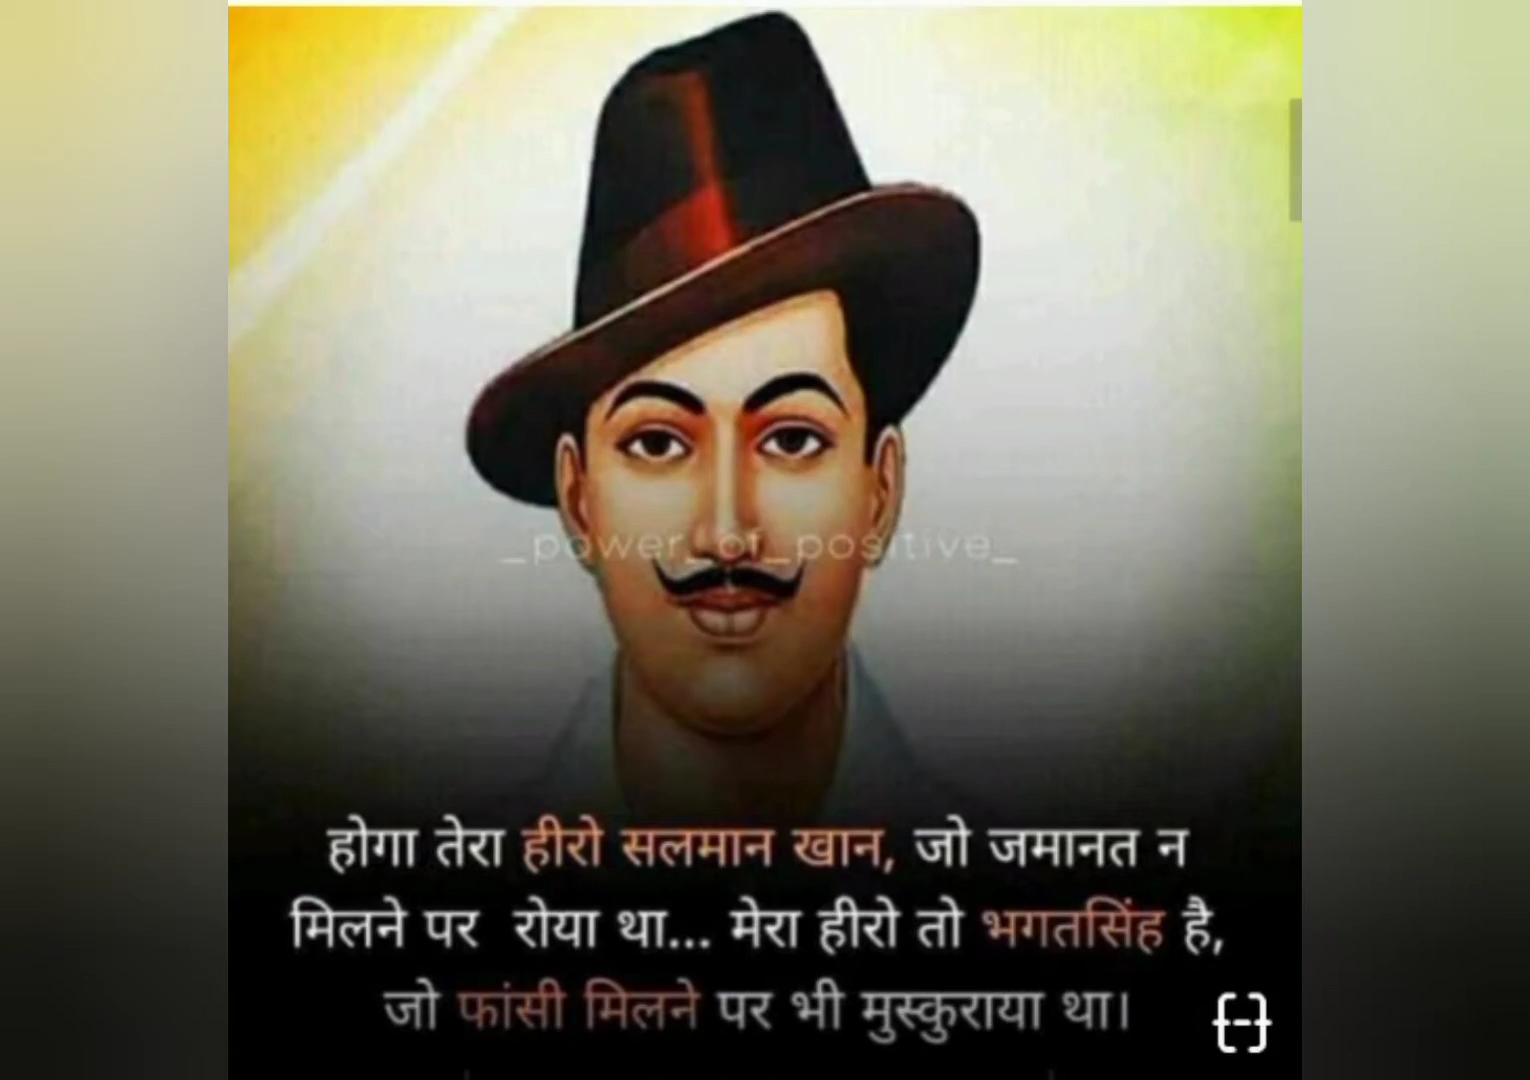 _power_of_positive_
होगा तेरा हीरो सलमान खान, जो जमानत न
मिलने पर रोया था... मेरा हीरो तो भगतसिंह है,
जो फांसी मिलने पर भी मुस्कुराया था।